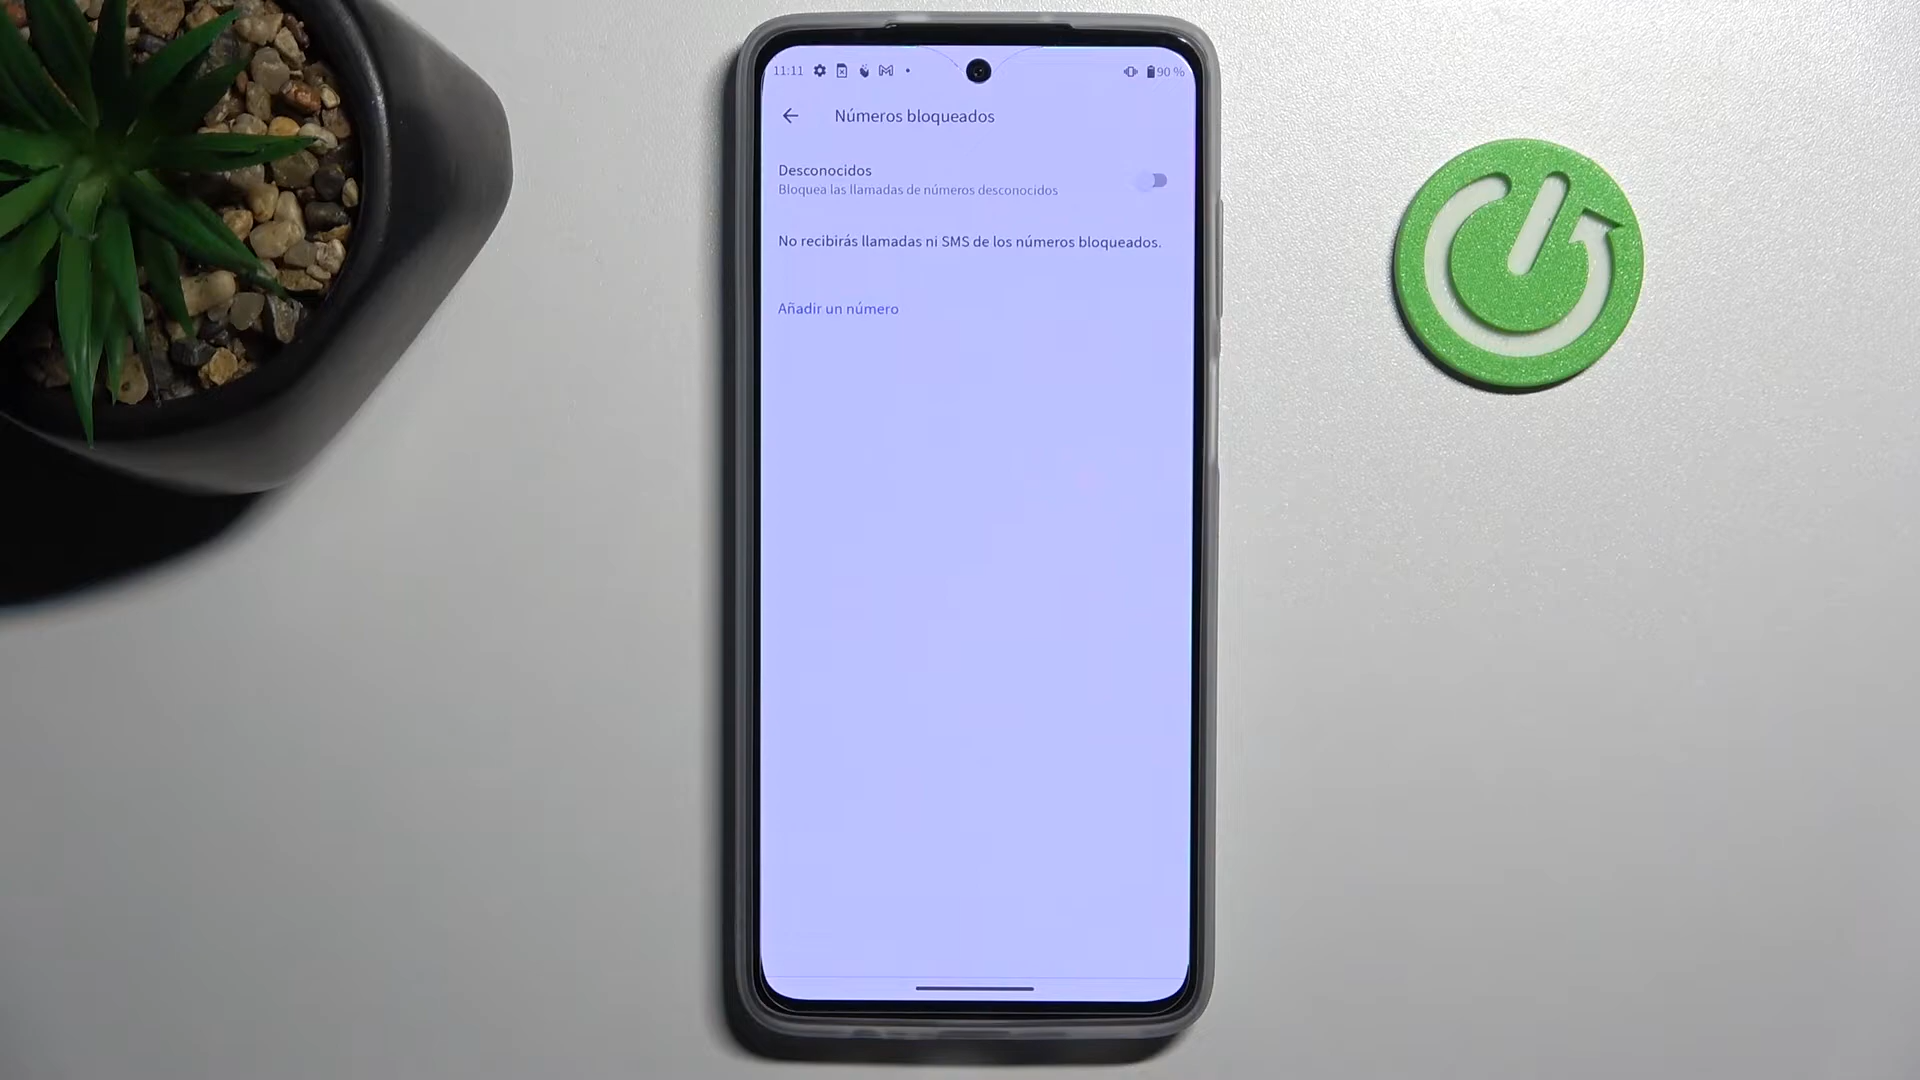 11:11 90 %
Números bloqueados
Desconocidos
Bloquea las llamadas de números desconocidos
No recibirás llamadas ni SMS de los números bloqueados.
Añadir un número